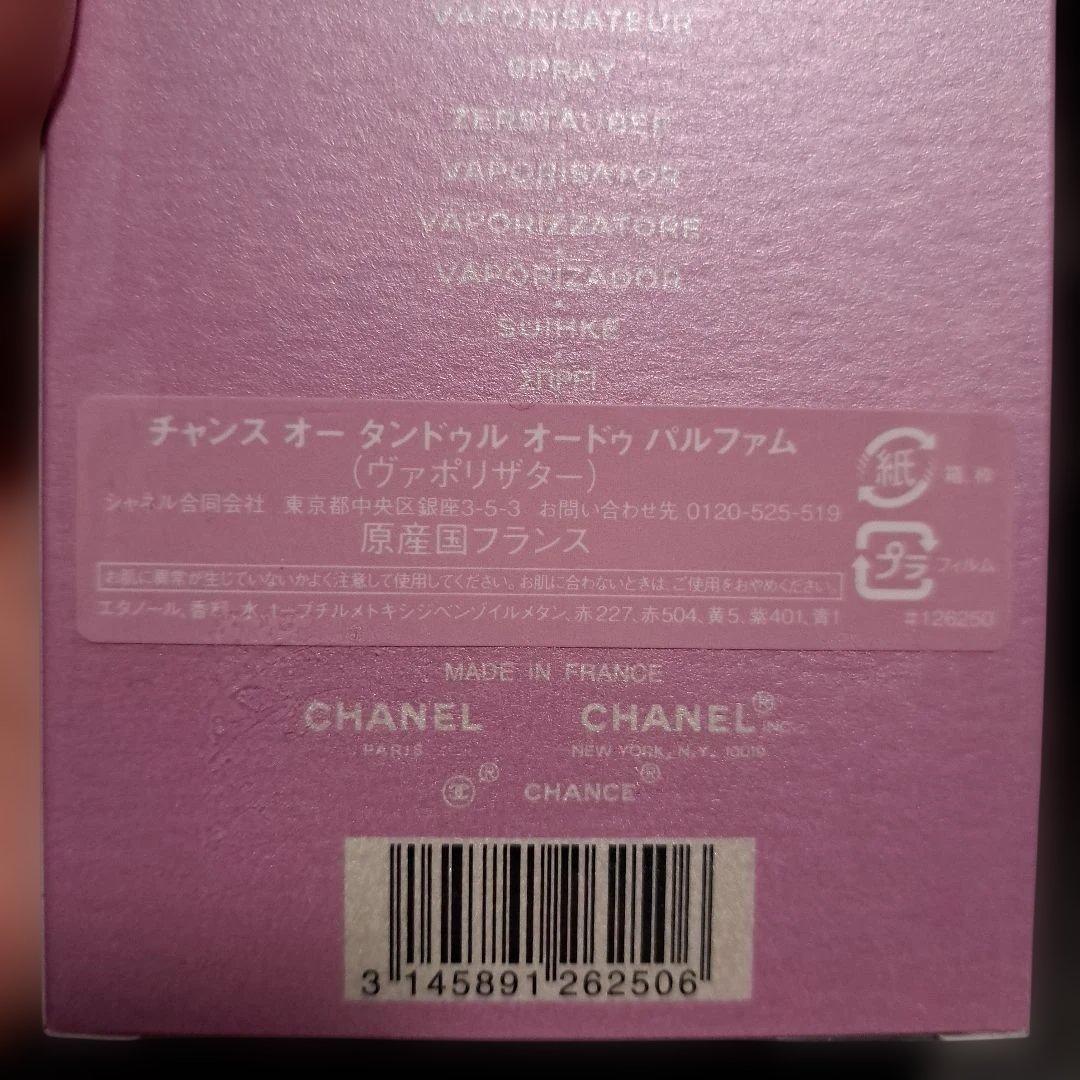 VAPORISATEUR
SPRAY
ZERSTÄUBER
VAPORISATOR
VAPORIZZATORE
VAPORIZADOR
SUIHKE
ΣΠΡΕΪ
チャンス オー タンドゥル オードゥ パルファム
(ヴァポリザター)
シャネル合同会社 東京都中央区銀座3-5-3 お問い合わせ先 0120-525-519
原産国フランス
お肌に異常が生じていないかよく注意して使用してください。お肌に合わないときは、ご使用をおやめください。
エタノール、香料、水、t-ブチルメトキシジベンゾイルメタン、赤227、赤504、黄5、紫401、青1
紙 箱、枠
プラ フィルム
#126250
MADE IN FRANCE
CHANEL
PARIS
CHANEL® INC.
NEW YORK, N.Y. 10019
® CHANCE®
3 145891 262506